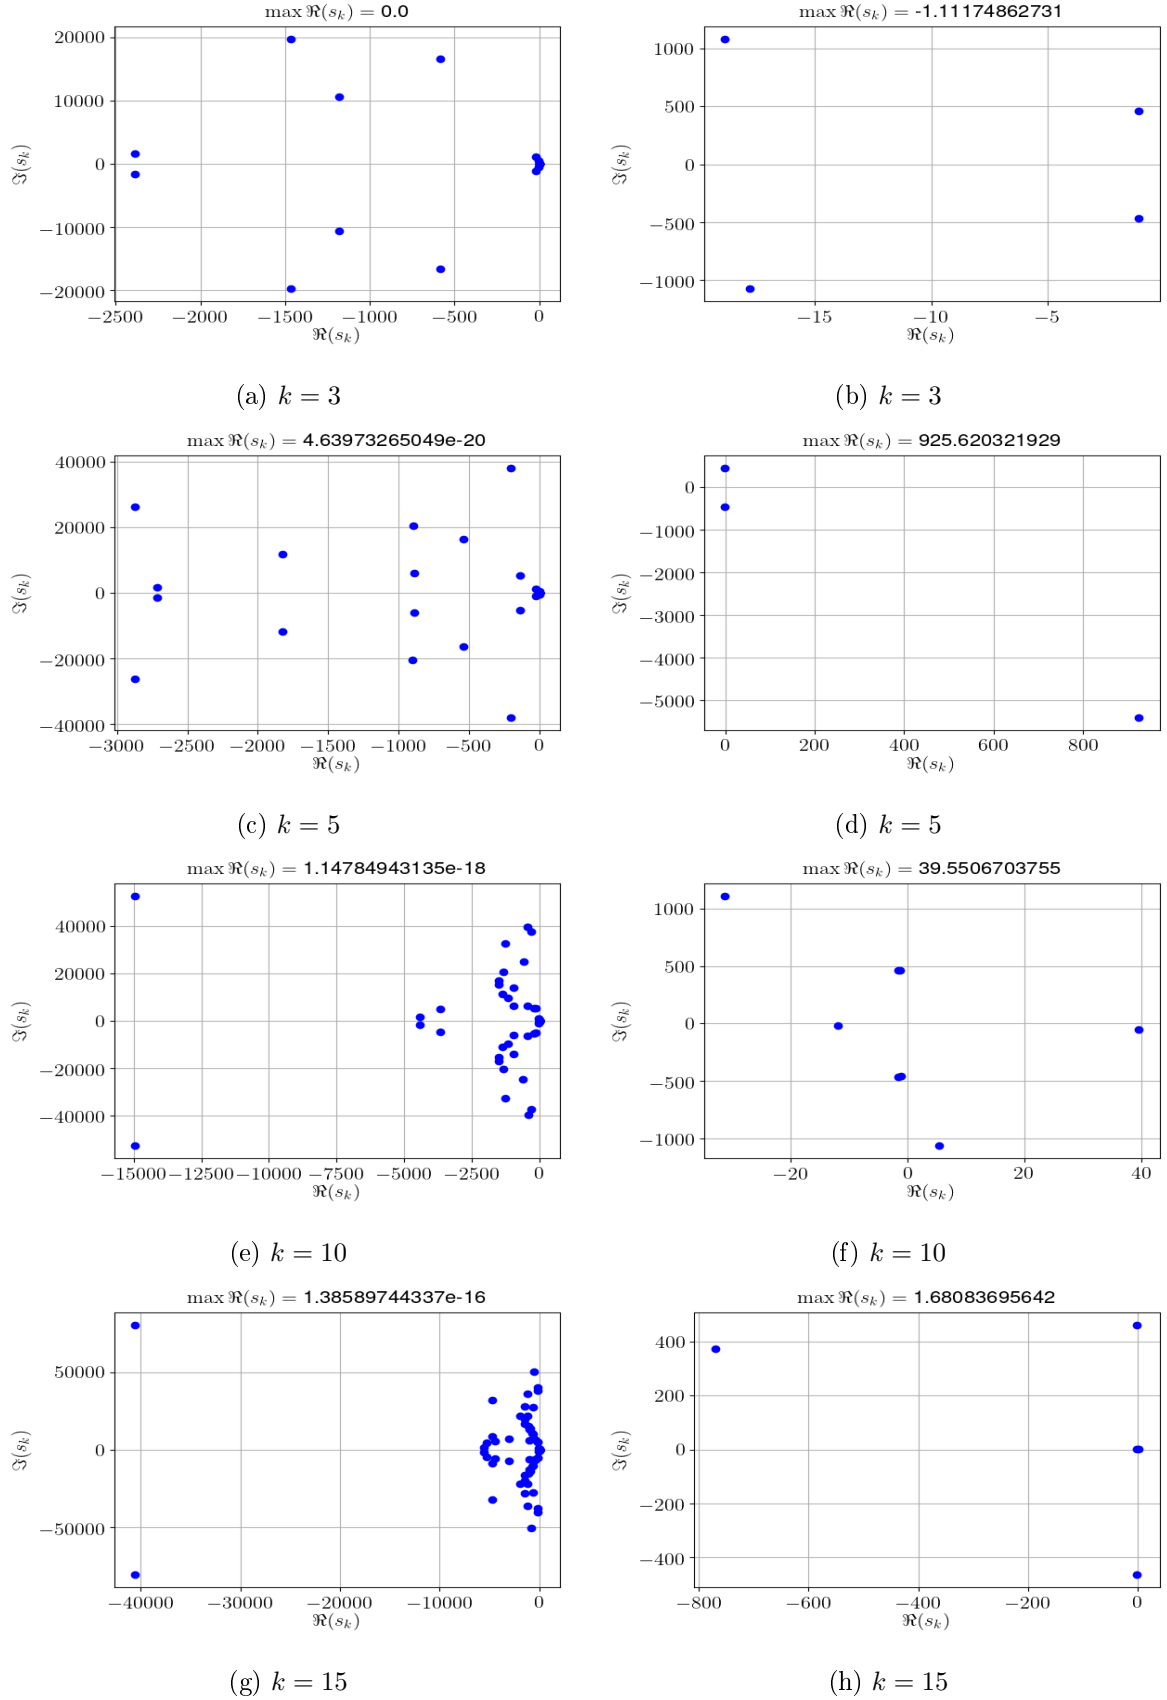 max ℜ(s_k) = 0.0
max ℜ(s_k) = -1.11174862731
20000
10000
0
−10000
−20000
ℑ(s_k)
−2500 −2000 −1500 −1000 −500 0
ℜ(s_k)
1000
500
0
−500
−1000
ℑ(s_k)
−15 −10 −5
ℜ(s_k)
(a) k = 3
(b) k = 3
max ℜ(s_k) = 4.63973265049e-20
max ℜ(s_k) = 925.620321929
40000
20000
0
−20000
−40000
ℑ(s_k)
−3000 −2500 −2000 −1500 −1000 −500 0
ℜ(s_k)
0
−1000
−2000
−3000
−4000
−5000
ℑ(s_k)
0 200 400 600 800
ℜ(s_k)
(c) k = 5
(d) k = 5
max ℜ(s_k) = 1.14784943135e-18
max ℜ(s_k) = 39.5506703755
40000
20000
0
−20000
−40000
ℑ(s_k)
−15000 −12500 −10000 −7500 −5000 −2500 0
ℜ(s_k)
1000
500
0
−500
−1000
ℑ(s_k)
−20 0 20 40
ℜ(s_k)
(e) k = 10
(f) k = 10
max ℜ(s_k) = 1.38589744337e-16
max ℜ(s_k) = 1.68083695642
50000
0
−50000
ℑ(s_k)
−40000 −30000 −20000 −10000 0
ℜ(s_k)
400
200
0
−200
−400
ℑ(s_k)
−800 −600 −400 −200 0
ℜ(s_k)
(g) k = 15
(h) k = 15